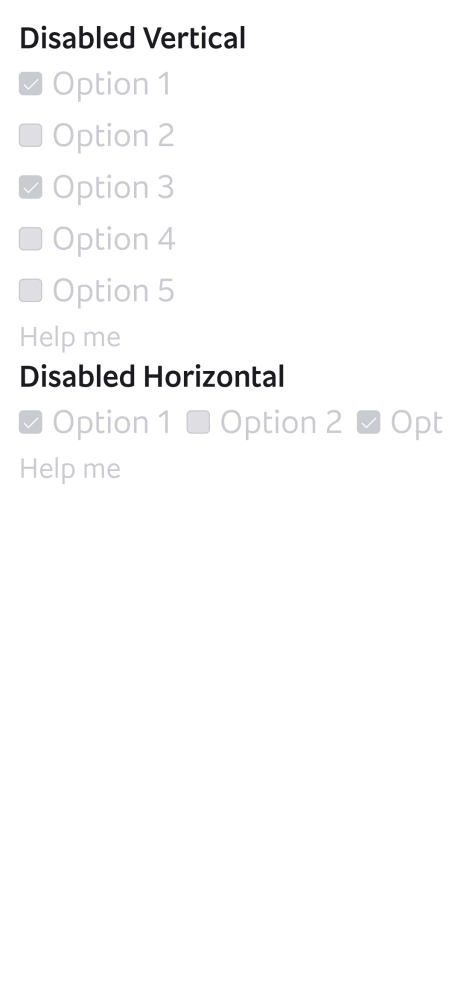 Disabled Vertical
Option 1
Option 2
Option 3
Option 4
Option 5
Help me
Disabled Horizontal
Option 1 Option 2 Opt
Help me